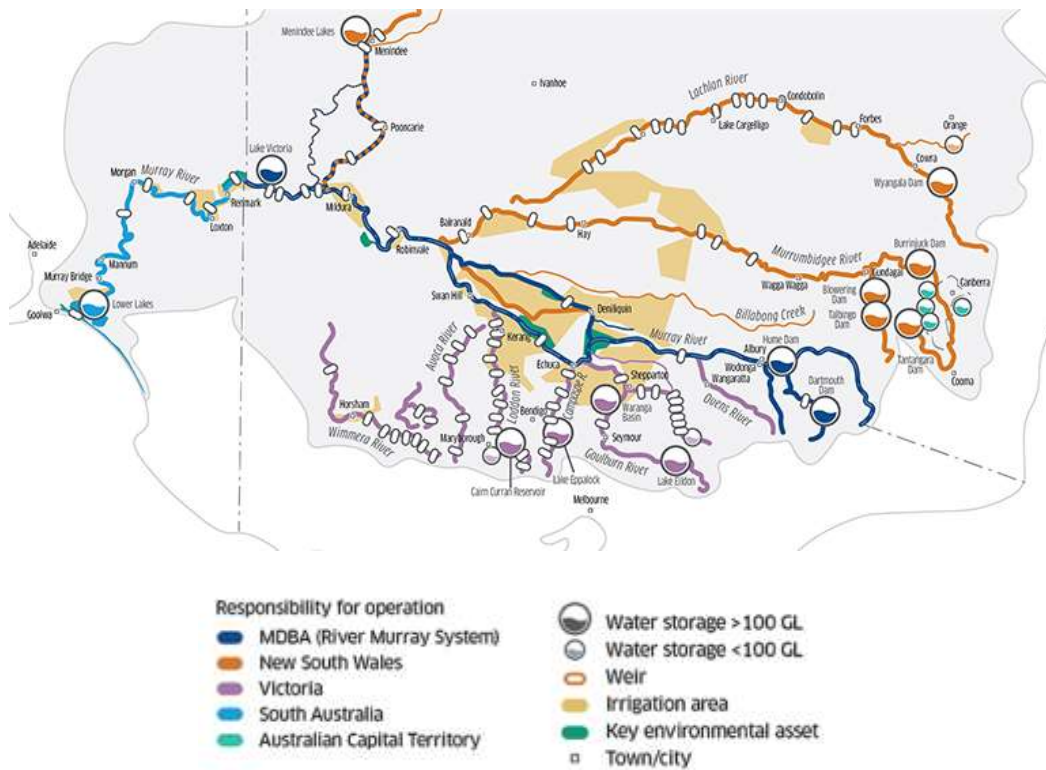 Menindee Lakes
Menindee
Ivanhoe
Lachlan River
Condobolin
Lake Cargelligo
Forbes
Orange
Cowra
Wyangala Dam
Pooncarie
Lake Victoria
Morgan
Murray River
Renmark
Loxton
Mildura
Adelaide
Mannum
Murray Bridge
Goolwa
Lower Lakes
Robinvale
Balranald
Hay
Murrumbidgee River
Wagga Wagga
Gundagai
Burrinjuck Dam
Blowering
Dam
Talbingo
Dam
Canberra
Tantangara
Dam
Cooma
Swan Hill
Deniliquin
Billabong Creek
Murray River
Kerang
Echuca
Avoca River
Loddon River
Campaspe R.
Albury
Hume Dam
Wodonga
Wangaratta
Dartmouth
Dam
Ovens River
Shepparton
Waranga
Basin
Horsham
Wimmera River
Maryborough
Bendigo
Seymour
Goulburn River
Lake Eildon
Lake Eppalock
Cairn Curran Reservoir
Melbourne
Responsibility for operation
MDBA (River Murray System)
New South Wales
Victoria
South Australia
Australian Capital Territory
Water storage >100 GL
Water storage <100 GL
Weir
Irrigation area
Key environmental asset
Town/city